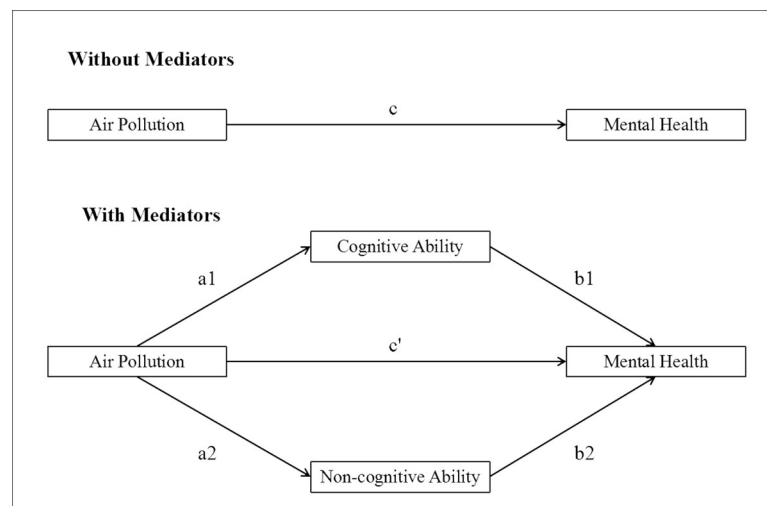 Without Mediators
c
Air Pollution
Mental Health
With Mediators
Cognitive Ability
a1
b1
c'
Air Pollution
Mental Health
a2
b2
Non-cognitive Ability